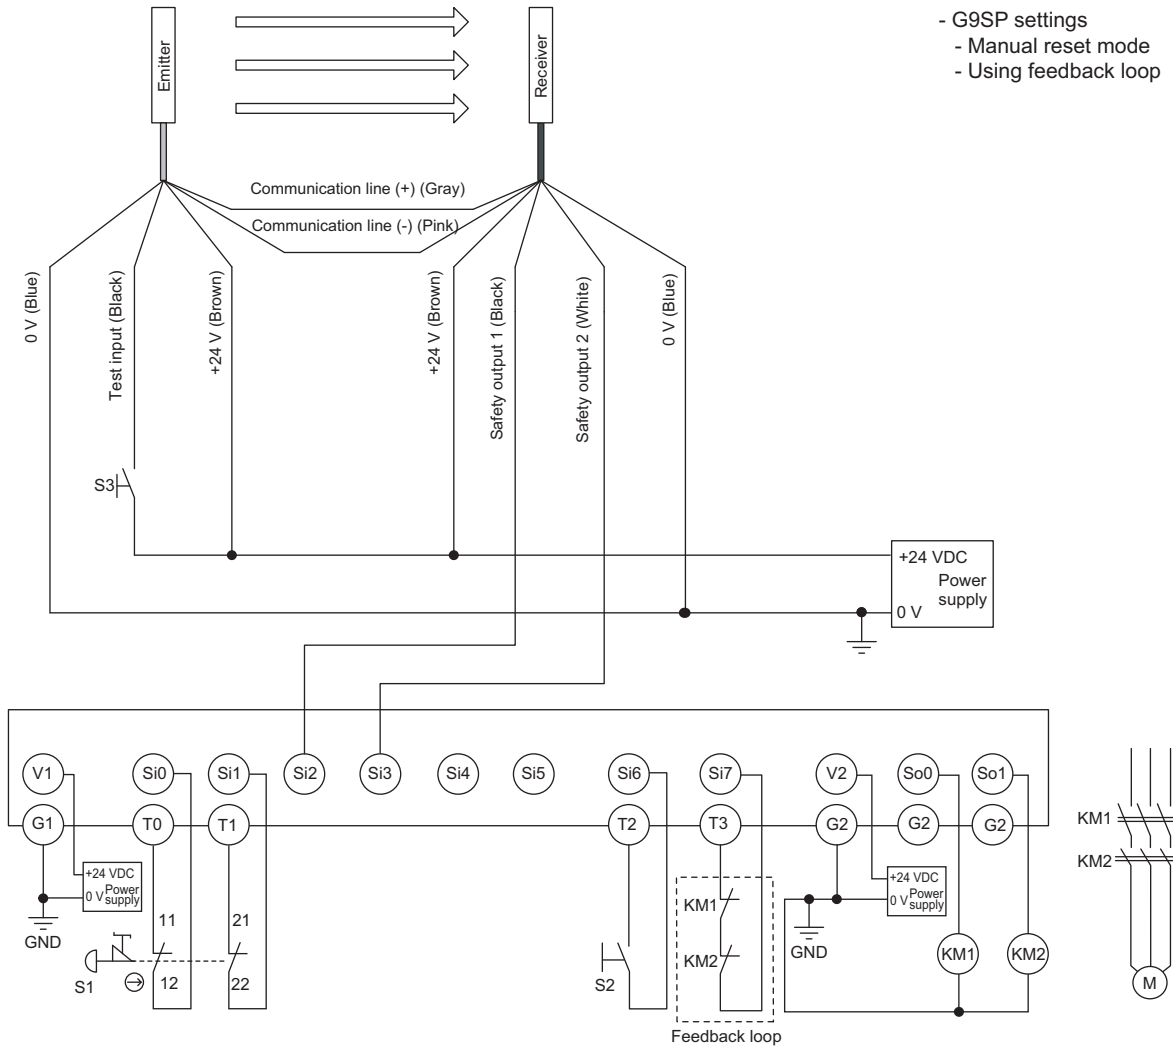 - G9SP settings
- Manual reset mode
- Using feedback loop
Emitter
Receiver
Communication line (+) (Gray)
Communication line (-) (Pink)
0 V (Blue)
Test input (Black)
+24 V (Brown)
+24 V (Brown)
Safety output 1 (Black)
Safety output 2 (White)
0 V (Blue)
S3
+24 VDC
Power
supply
0 V
V1
Si0
Si1
Si2
Si3
Si4
Si5
Si6
Si7
V2
So0
So1
G1
T0
T1
T2
T3
G2
G2
G2
KM1
KM2
M
+24 VDC
0 V
Power
supply
GND
11
21
12
22
S1
S2
KM1
KM2
Feedback loop
+24 VDC
0 V
Power
supply
GND
KM1
KM2